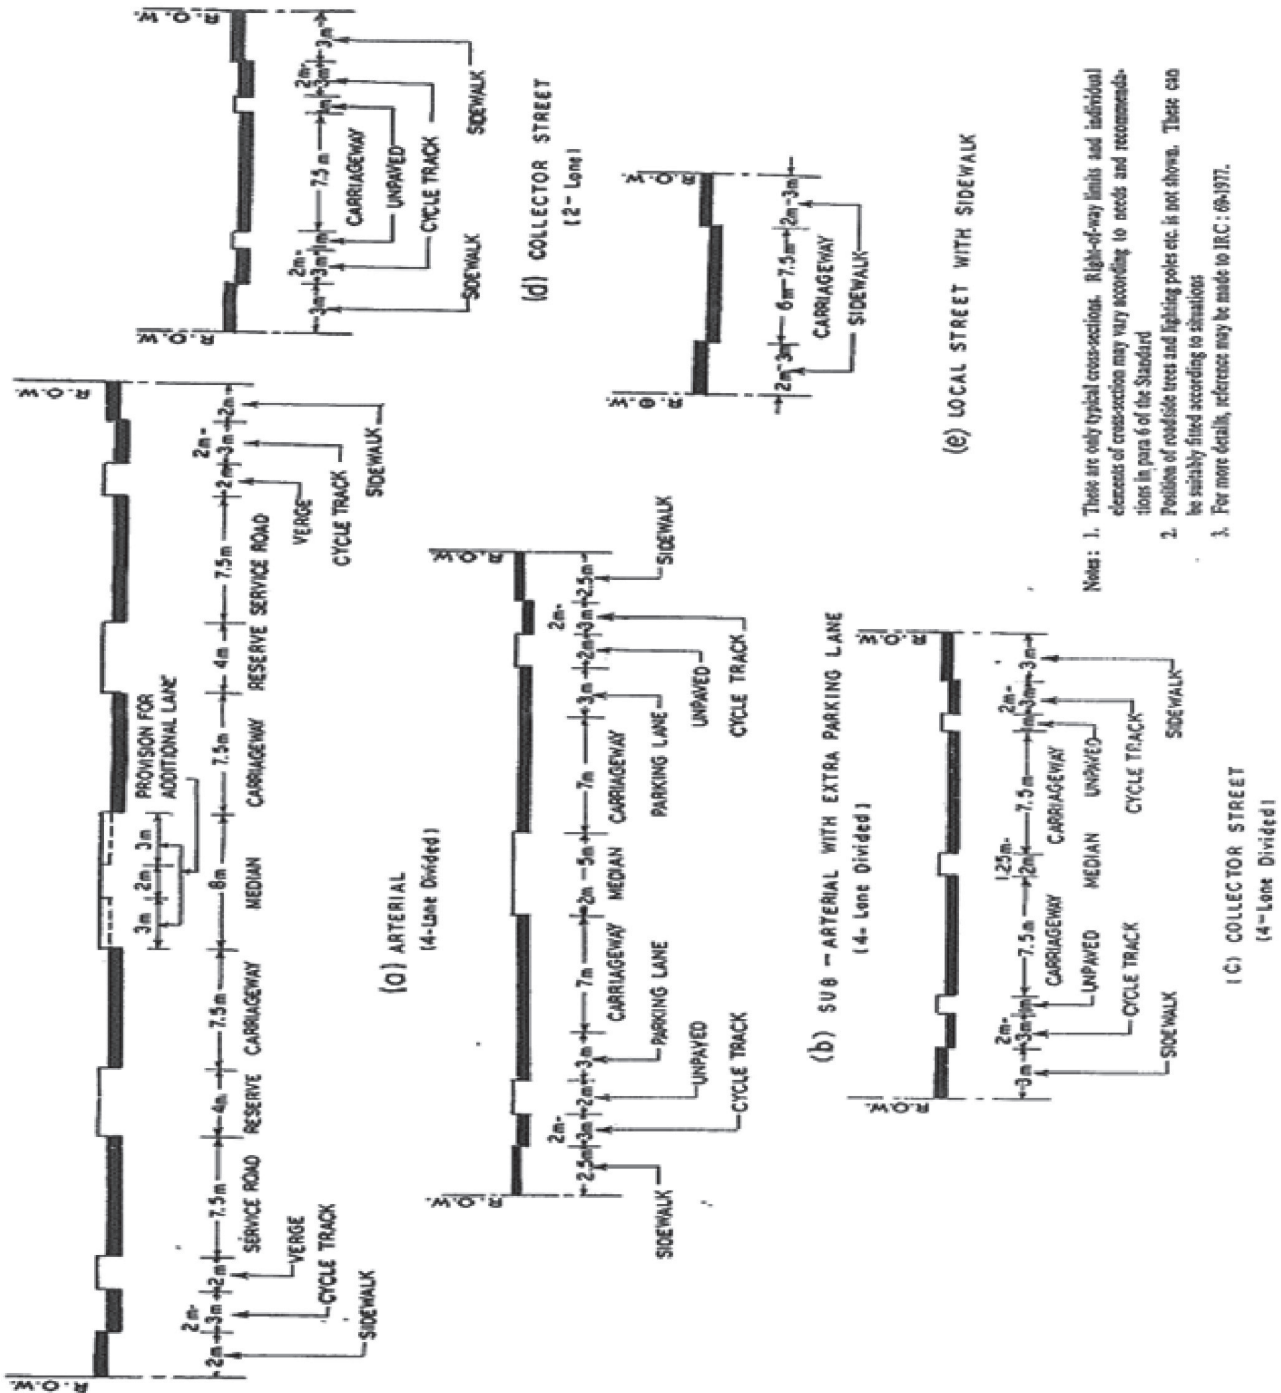 R.O.W. R.O.W.
3m 2m 3m
PROVISION FOR
ADDITIONAL LANE
2m- 2m-
2m 3m 2m 7.5m 4m 7.5m 8m 7.5m 4m 7.5m 2m 3m 2m
SERVICE ROAD RESERVE CARRIAGEWAY MEDIAN CARRIAGEWAY RESERVE SERVICE ROAD
VERGE VERGE
CYCLE TRACK CYCLE TRACK
SIDEWALK SIDEWALK
(a) ARTERIAL
(4-Lane Divided)
R.O.W. R.O.W.
2m- 2m-
2.5m 3m 2m 3m 7m 2m-5m 7m 3m 2m 3m 2.5m
CARRIAGEWAY MEDIAN CARRIAGEWAY
PARKING LANE PARKING LANE
UNPAVED UNPAVED
CYCLE TRACK CYCLE TRACK
SIDEWALK SIDEWALK
(b) SUB-ARTERIAL WITH EXTRA PARKING LANE
(4-Lane Divided)
R.O.W. R.O.W.
2m- 1.25m- 2m-
3m 3m 1m 7.5m 2m 7.5m 1m 3m 3m
CARRIAGEWAY CARRIAGEWAY
UNPAVED MEDIAN UNPAVED
CYCLE TRACK CYCLE TRACK
SIDEWALK SIDEWALK
(C) COLLECTOR STREET
(4-Lane Divided)
R.O.W. R.O.W.
2m- 2m-
3m 3m 1m 7.5m 1m 3m 3m
CARRIAGEWAY
UNPAVED
CYCLE TRACK
SIDEWALK SIDEWALK
(d) COLLECTOR STREET
(2-Lane)
R.O.W. R.O.W.
2m-3m 6m-7.5m 2m-3m
CARRIAGEWAY
SIDEWALK
(e) LOCAL STREET WITH SIDEWALK
Notes: 1. These are only typical cross-sections. Right-of-way limits and individual
elements of cross-section may vary according to needs and recommenda-
tions in para 6 of the Standard
2. Position of roadside trees and lighting poles etc. is not shown. These can
be suitably fitted according to situations
3. For more details, reference may be made to IRC : 69-1977.